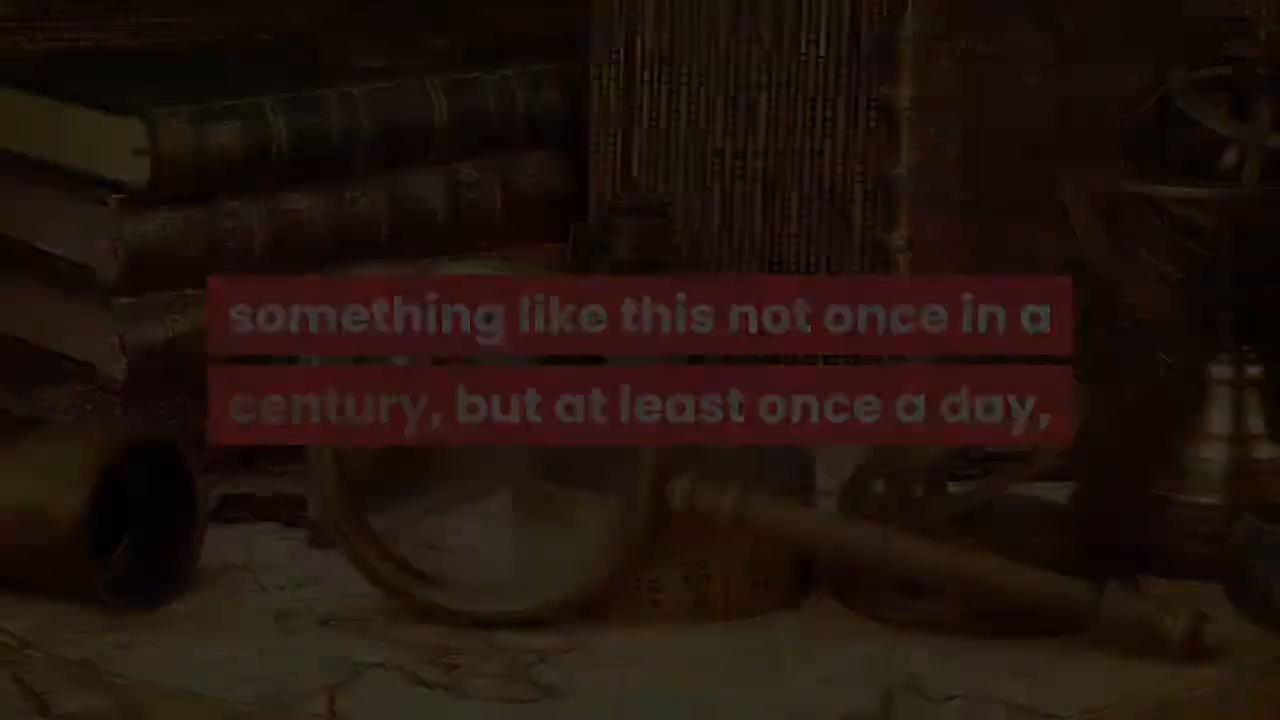 something like this not once in a
century, but at least once a day,